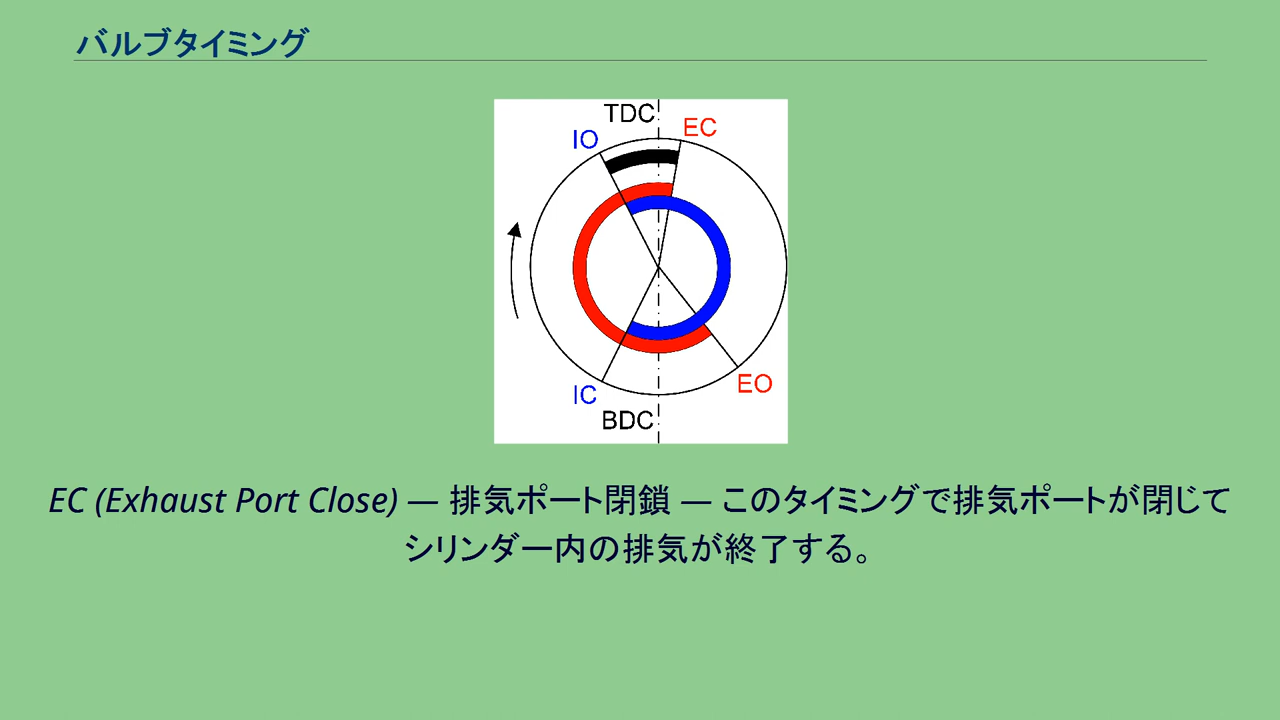 バルブタイミング
TDC
IO
EC
IC
EO
BDC
EC (Exhaust Port Close) — 排気ポート閉鎖 — このタイミングで排気ポートが閉じて
シリンダー内の排気が終了する。